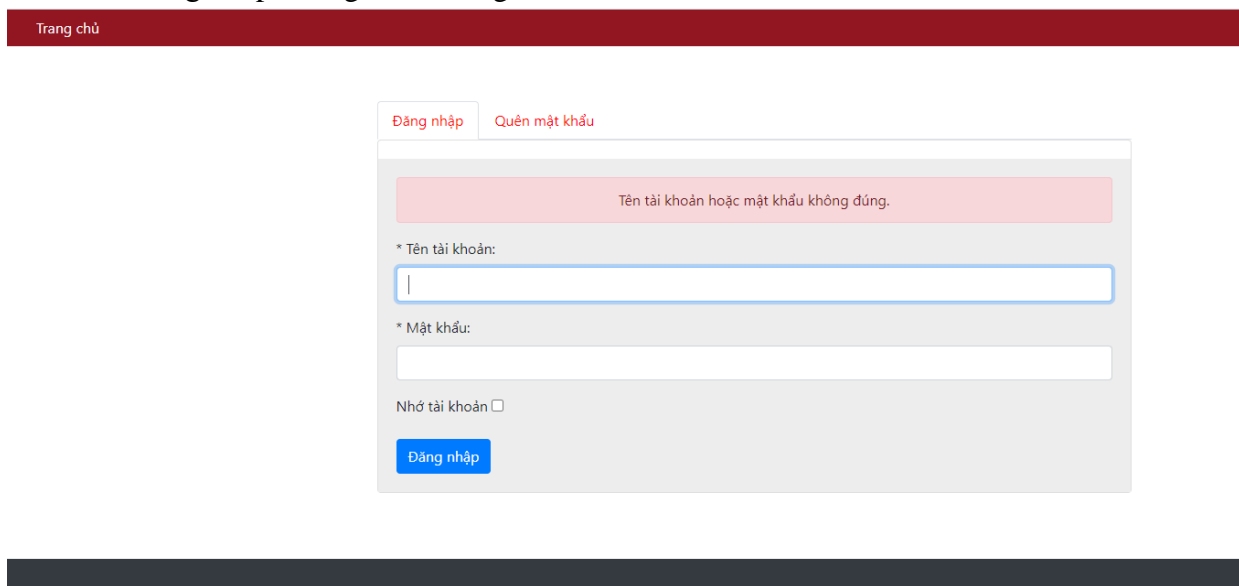 Trang chủ
Đăng nhập Quên mật khẩu
Tên tài khoản hoặc mật khẩu không đúng.
* Tên tài khoản:
* Mật khẩu:
Nhớ tài khoản
Đăng nhập